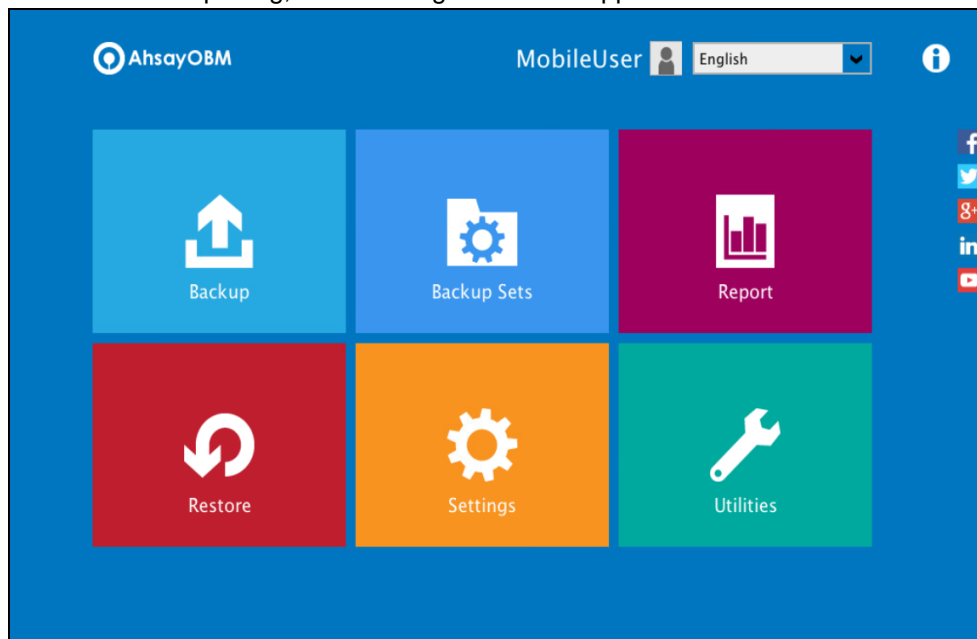 AhsayOBM
MobileUser
English
Backup
Backup Sets
Report
Restore
Settings
Utilities